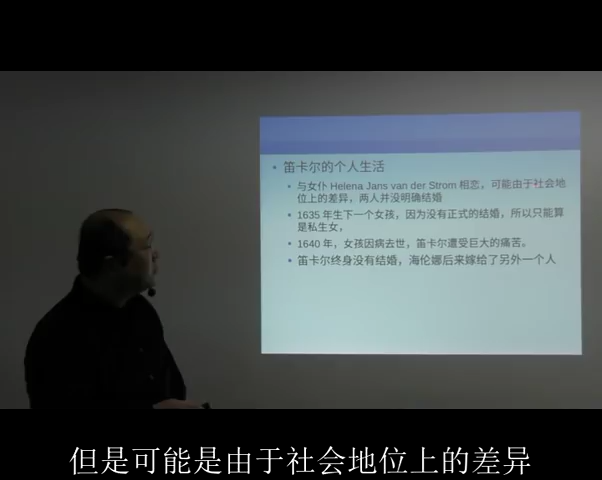 笛卡尔的个人生活
与女仆 Helena Jans van der Strom 相恋，可能由于社会地
位上的差异，两人并没明确结婚
1635 年生下一个女孩，因为没有正式的结婚，所以只能算
是私生女，
1640 年，女孩因病去世，笛卡尔遭受巨大的痛苦。
笛卡尔终身没有结婚，海伦娜后来嫁给了另外一个人
但是可能是由于社会地位上的差异